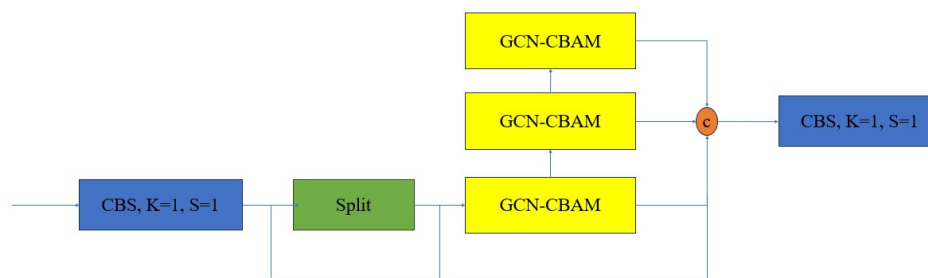 GCN-CBAM
GCN-CBAM
c
CBS, K=1, S=1
CBS, K=1, S=1
Split
GCN-CBAM